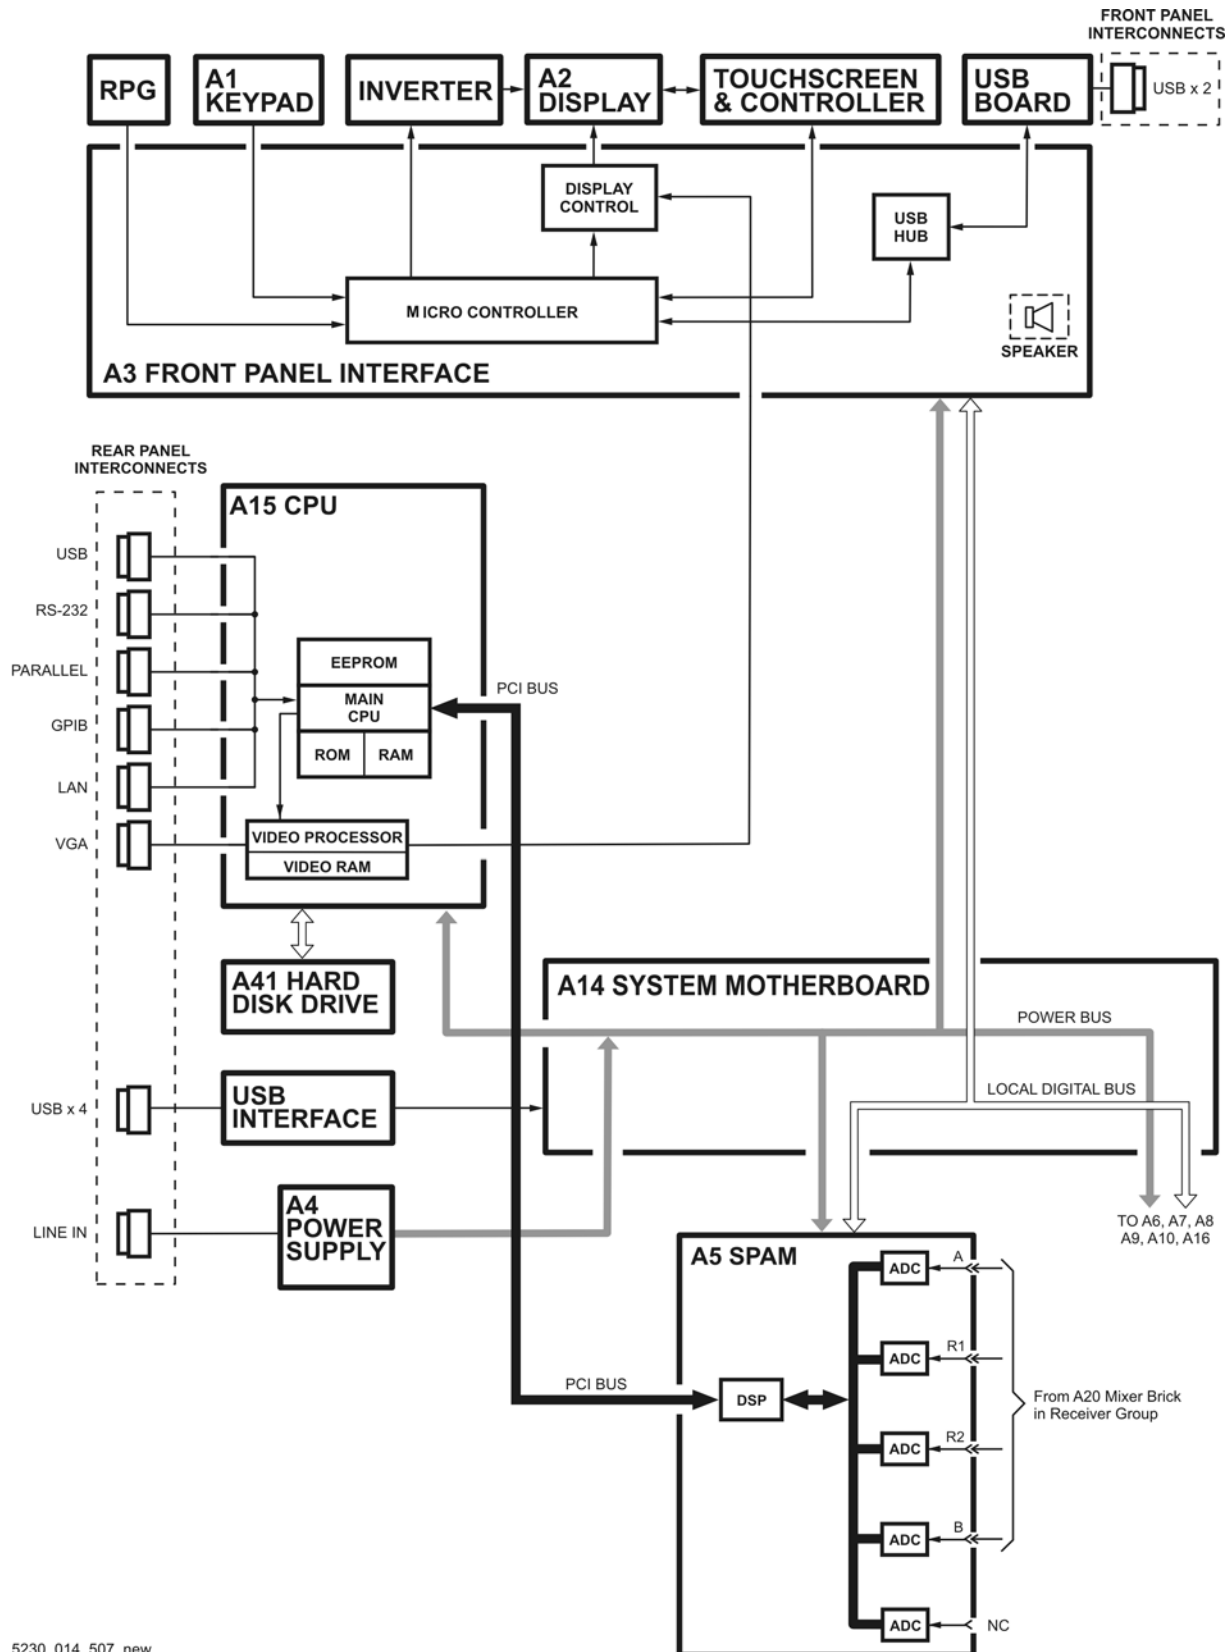 FRONT PANEL
INTERCONNECTS
RPG
A1
KEYPAD
INVERTER
A2
DISPLAY
TOUCHSCREEN
& CONTROLLER
USB
BOARD
USB x 2
DISPLAY
CONTROL
USB
HUB
MICRO CONTROLLER
SPEAKER
A3 FRONT PANEL INTERFACE
REAR PANEL
INTERCONNECTS
A15 CPU
USB
RS-232
PARALLEL
GPIB
LAN
VGA
EEPROM
MAIN
CPU
ROM
RAM
PCI BUS
VIDEO PROCESSOR
VIDEO RAM
A41 HARD
DISK DRIVE
A14 SYSTEM MOTHERBOARD
POWER BUS
LOCAL DIGITAL BUS
USB x 4
USB
INTERFACE
LINE IN
A4
POWER
SUPPLY
TO A6, A7, A8
A9, A10, A16
A5 SPAM
ADC
A
ADC
R1
PCI BUS
DSP
From A20 Mixer Brick
in Receiver Group
ADC
R2
ADC
B
ADC
NC
5230_014_507_new